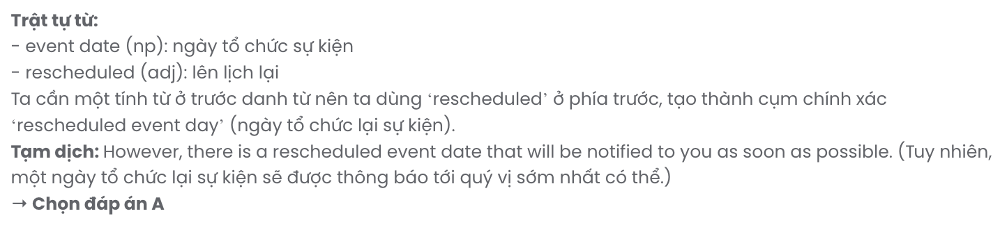 Trật tự từ:
- event date (np): ngày tổ chức sự kiện
- rescheduled (adj): lên lịch lại
Ta cần một tính từ ở trước danh từ nên ta dùng ‘rescheduled’ ở phía trước, tạo thành cụm chính xác
‘rescheduled event day’ (ngày tổ chức lại sự kiện).
Tạm dịch: However, there is a rescheduled event date that will be notified to you as soon as possible. (Tuy nhiên,
một ngày tổ chức lại sự kiện sẽ được thông báo tới quý vị sớm nhất có thể.)
→ Chọn đáp án A